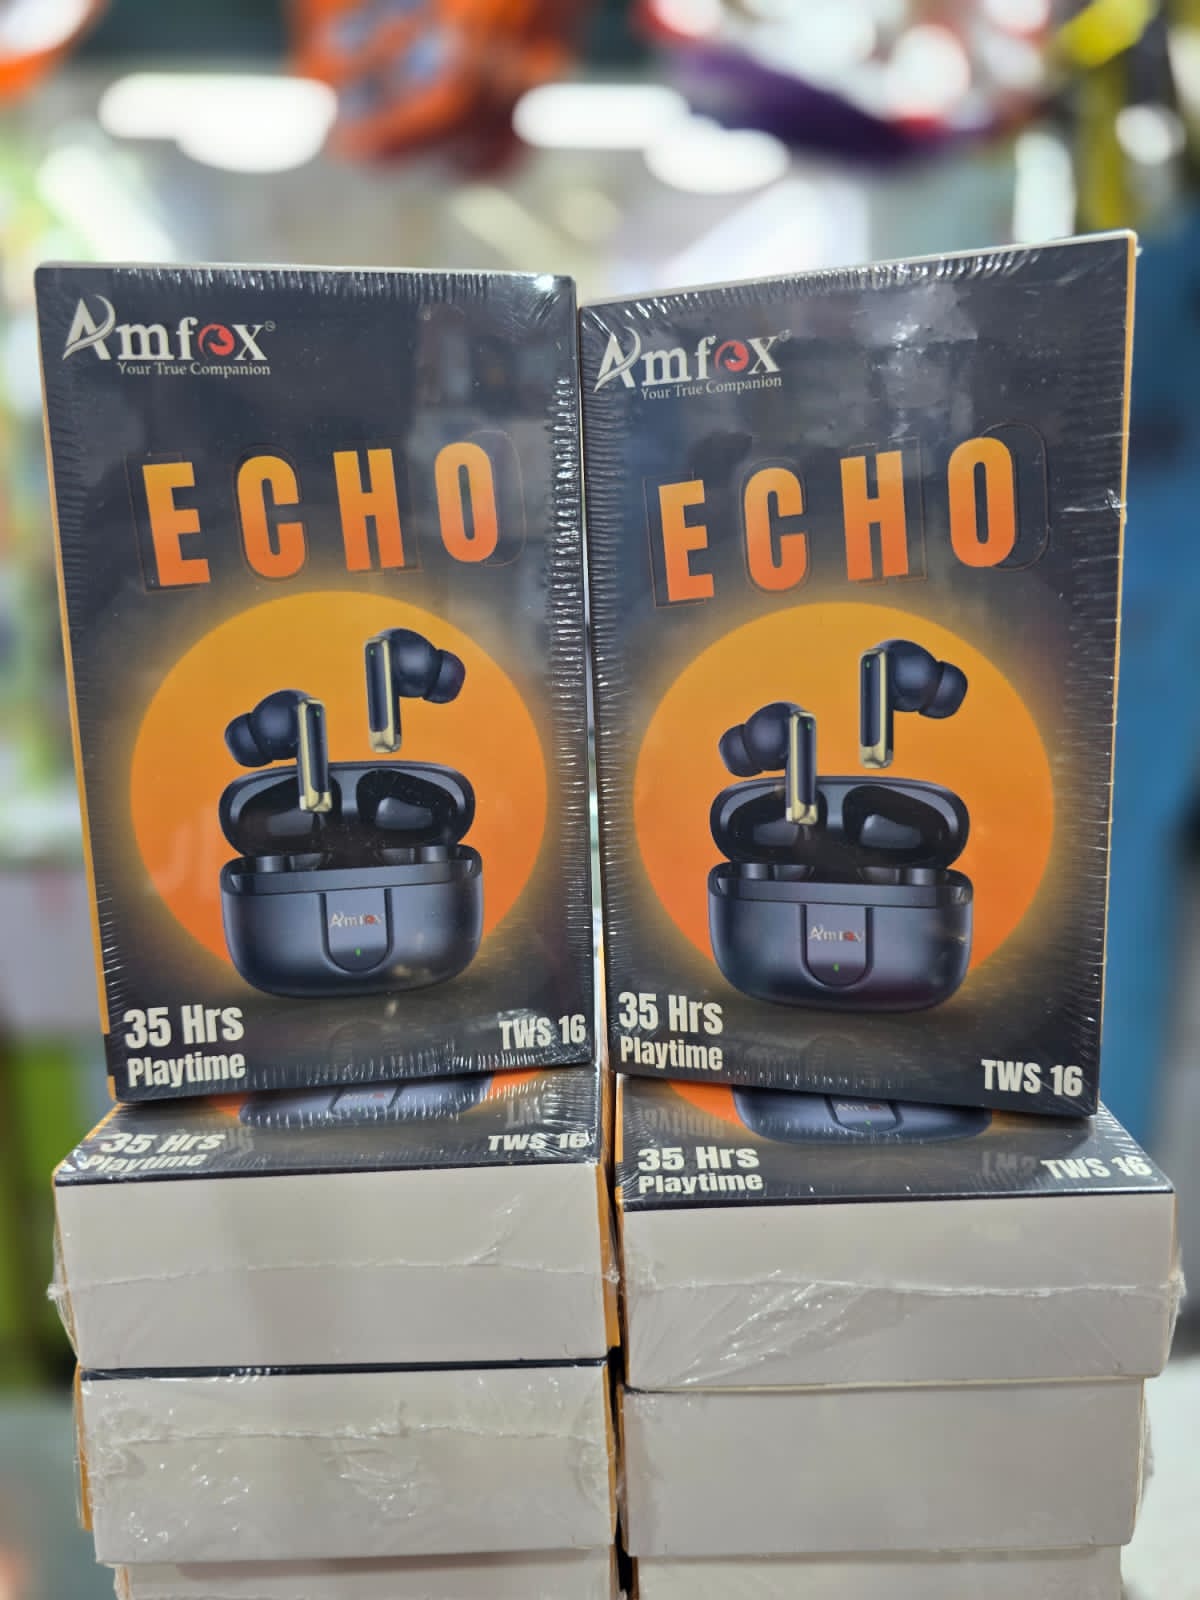 Amfox
Your True Companion
ECHO
Amfox
35 Hrs
Playtime
TWS 16
Amfox
Your True Companion
ECHO
Amfox
35 Hrs
Playtime
TWS 16
35 Hrs
Playtime
TWS 16
35 Hrs
Playtime
TWS 16